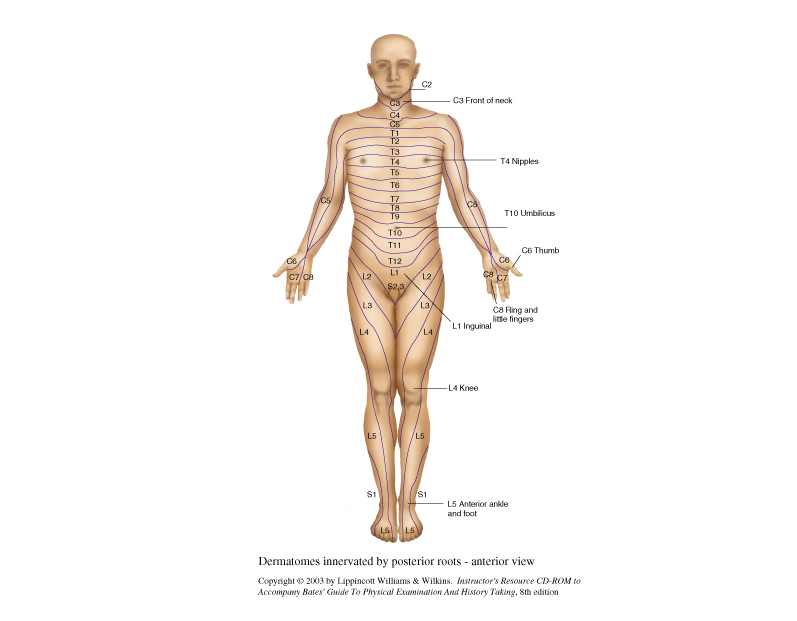 C2
C3 Front of neck
C3
C4
C5
T1
T2
T3
T4
T4 Nipples
T5
T6
T7
C5
C5
T8
T10 Umbilicus
T9
T10
T11
C6 Thumb
T12
C6
C6
L1
C7 C8
L2
L2
C8 C7
S2,3
L3
L3
C8 Ring and
little fingers
L1 Inguinal
L4
L4
L4 Knee
L5
L5
S1
S1
L5 Anterior ankle
and foot
L5
L5
Dermatomes innervated by posterior roots - anterior view
Copyright © 2003 by Lippincott Williams & Wilkins. Instructor's Resource CD-ROM to
Accompany Bates' Guide To Physical Examination And History Taking, 8th edition